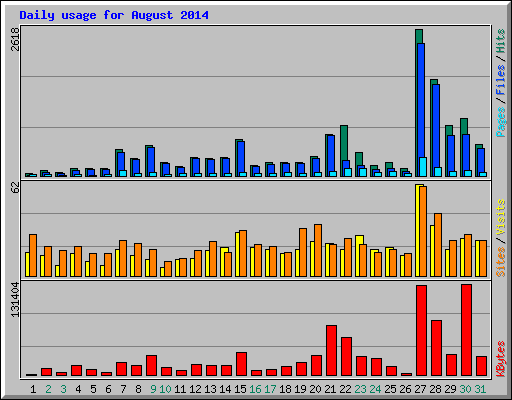 Daily usage for August 2014
2618
Pages / Files / Hits
62
Sites / Visits
131404
KBytes
1 2 3 4 5 6 7 8 9 10 11 12 13 14 15 16 17 18 19 20 21 22 23 24 25 26 27 28 29 30 31